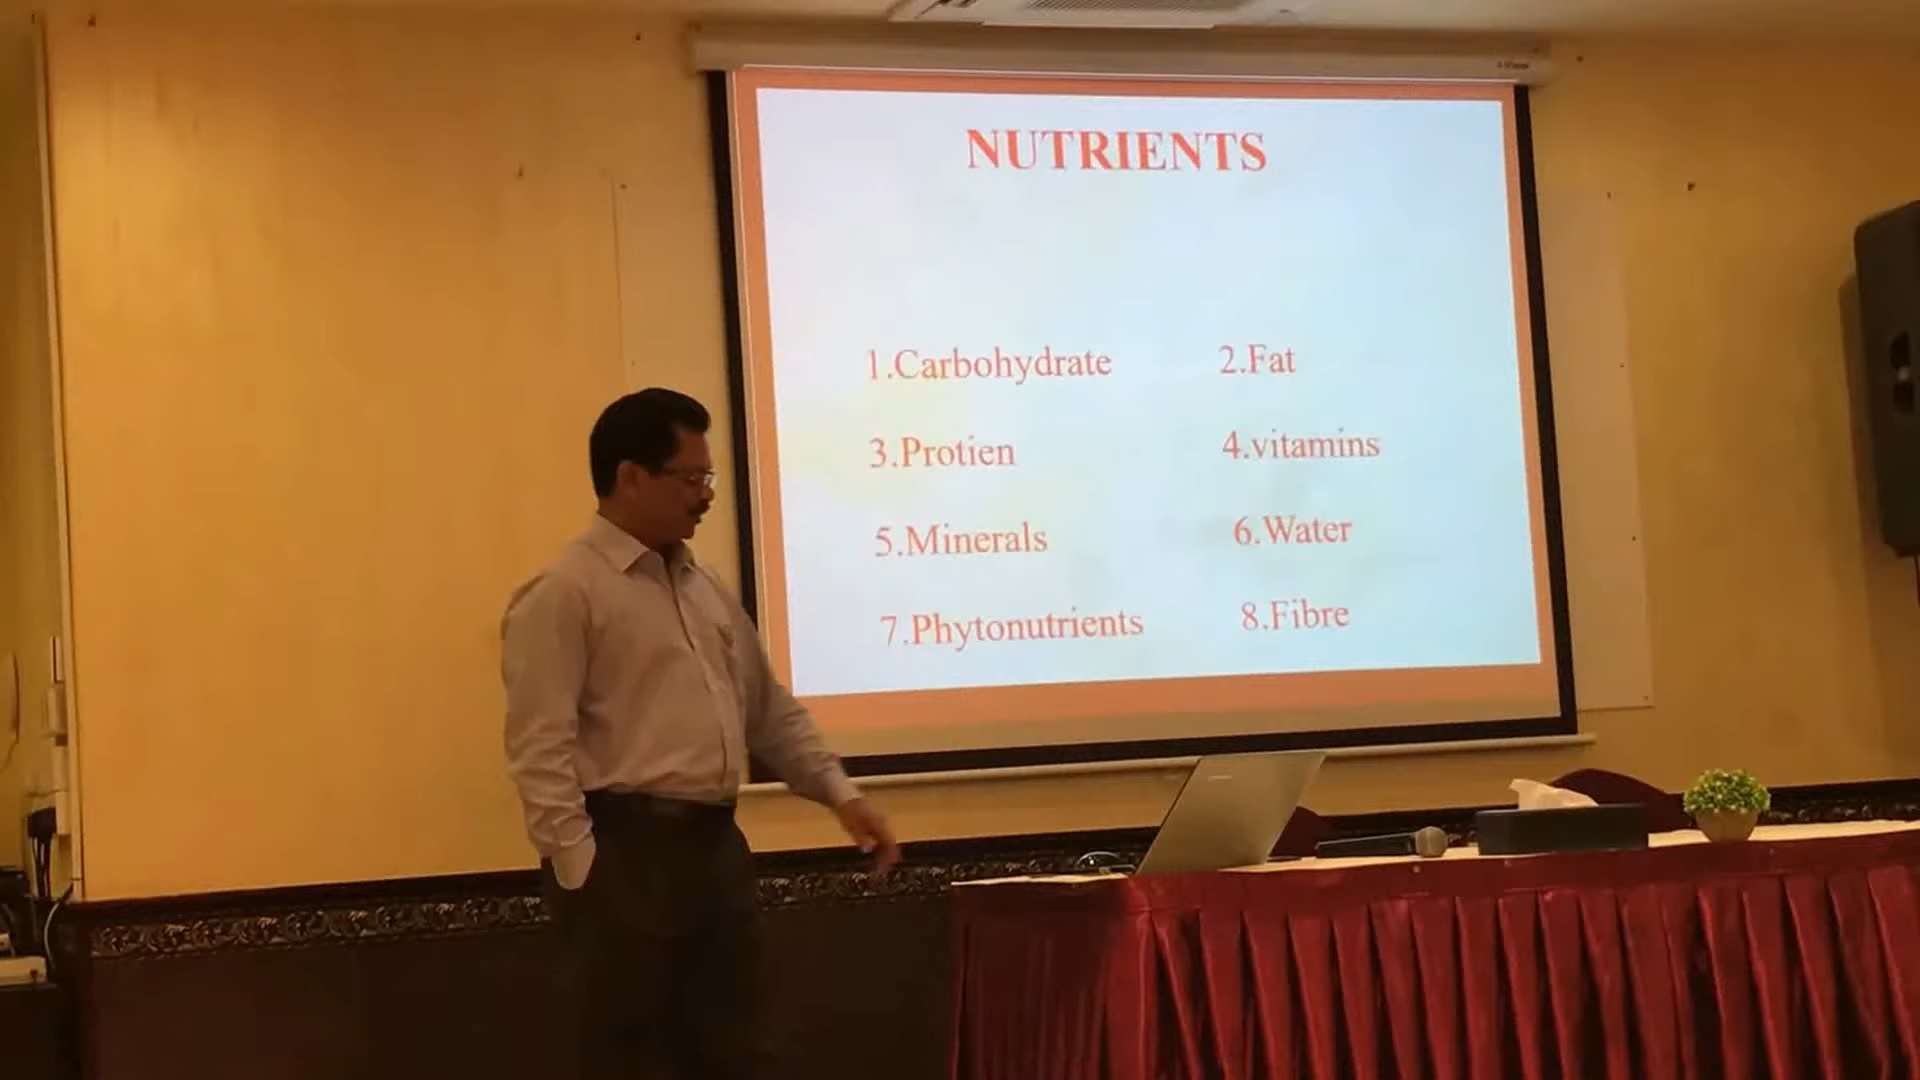 NUTRIENTS
1.Carbohydrate 2.Fat
3.Protien 4.vitamins
5.Minerals 6.Water
7.Phytonutrients 8.Fibre